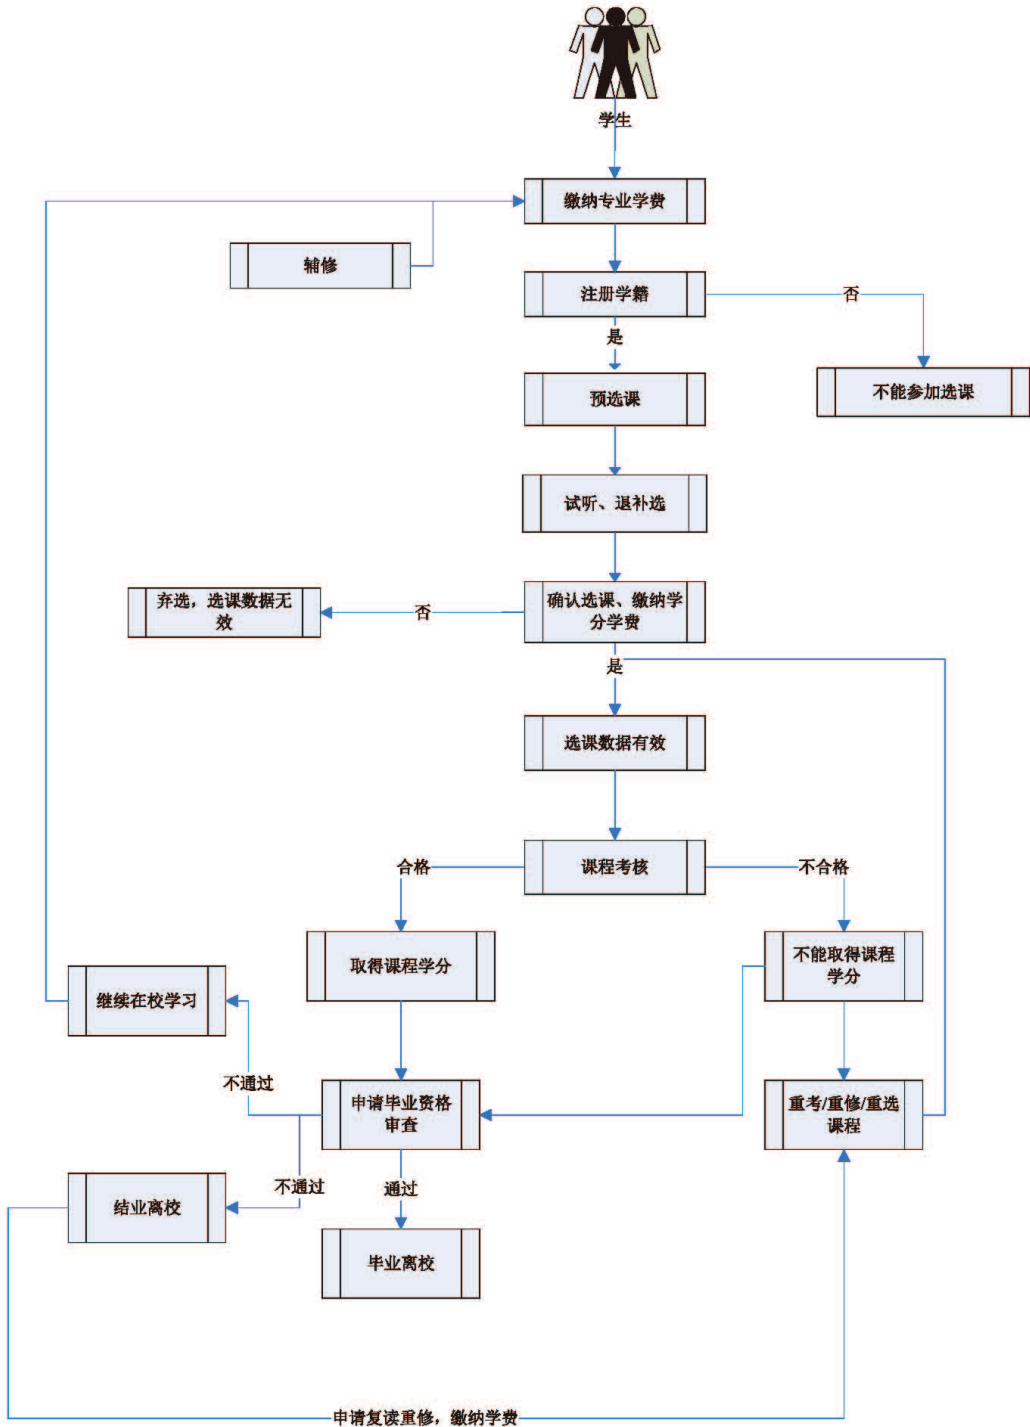 学生
缴纳专业学费
辅修
注册学籍
否
是
预选课
不能参加选课
试听、退补选
弃选，选课数据无
效
否
确认选课、缴纳学
分学费
是
选课数据有效
合格
课程考核
不合格
取得课程学分
不能取得课程
学分
继续在校学习
不通过
申请毕业资格
审查
重考/重修/重选
课程
不通过
通过
结业离校
毕业离校
申请复读重修，缴纳学费